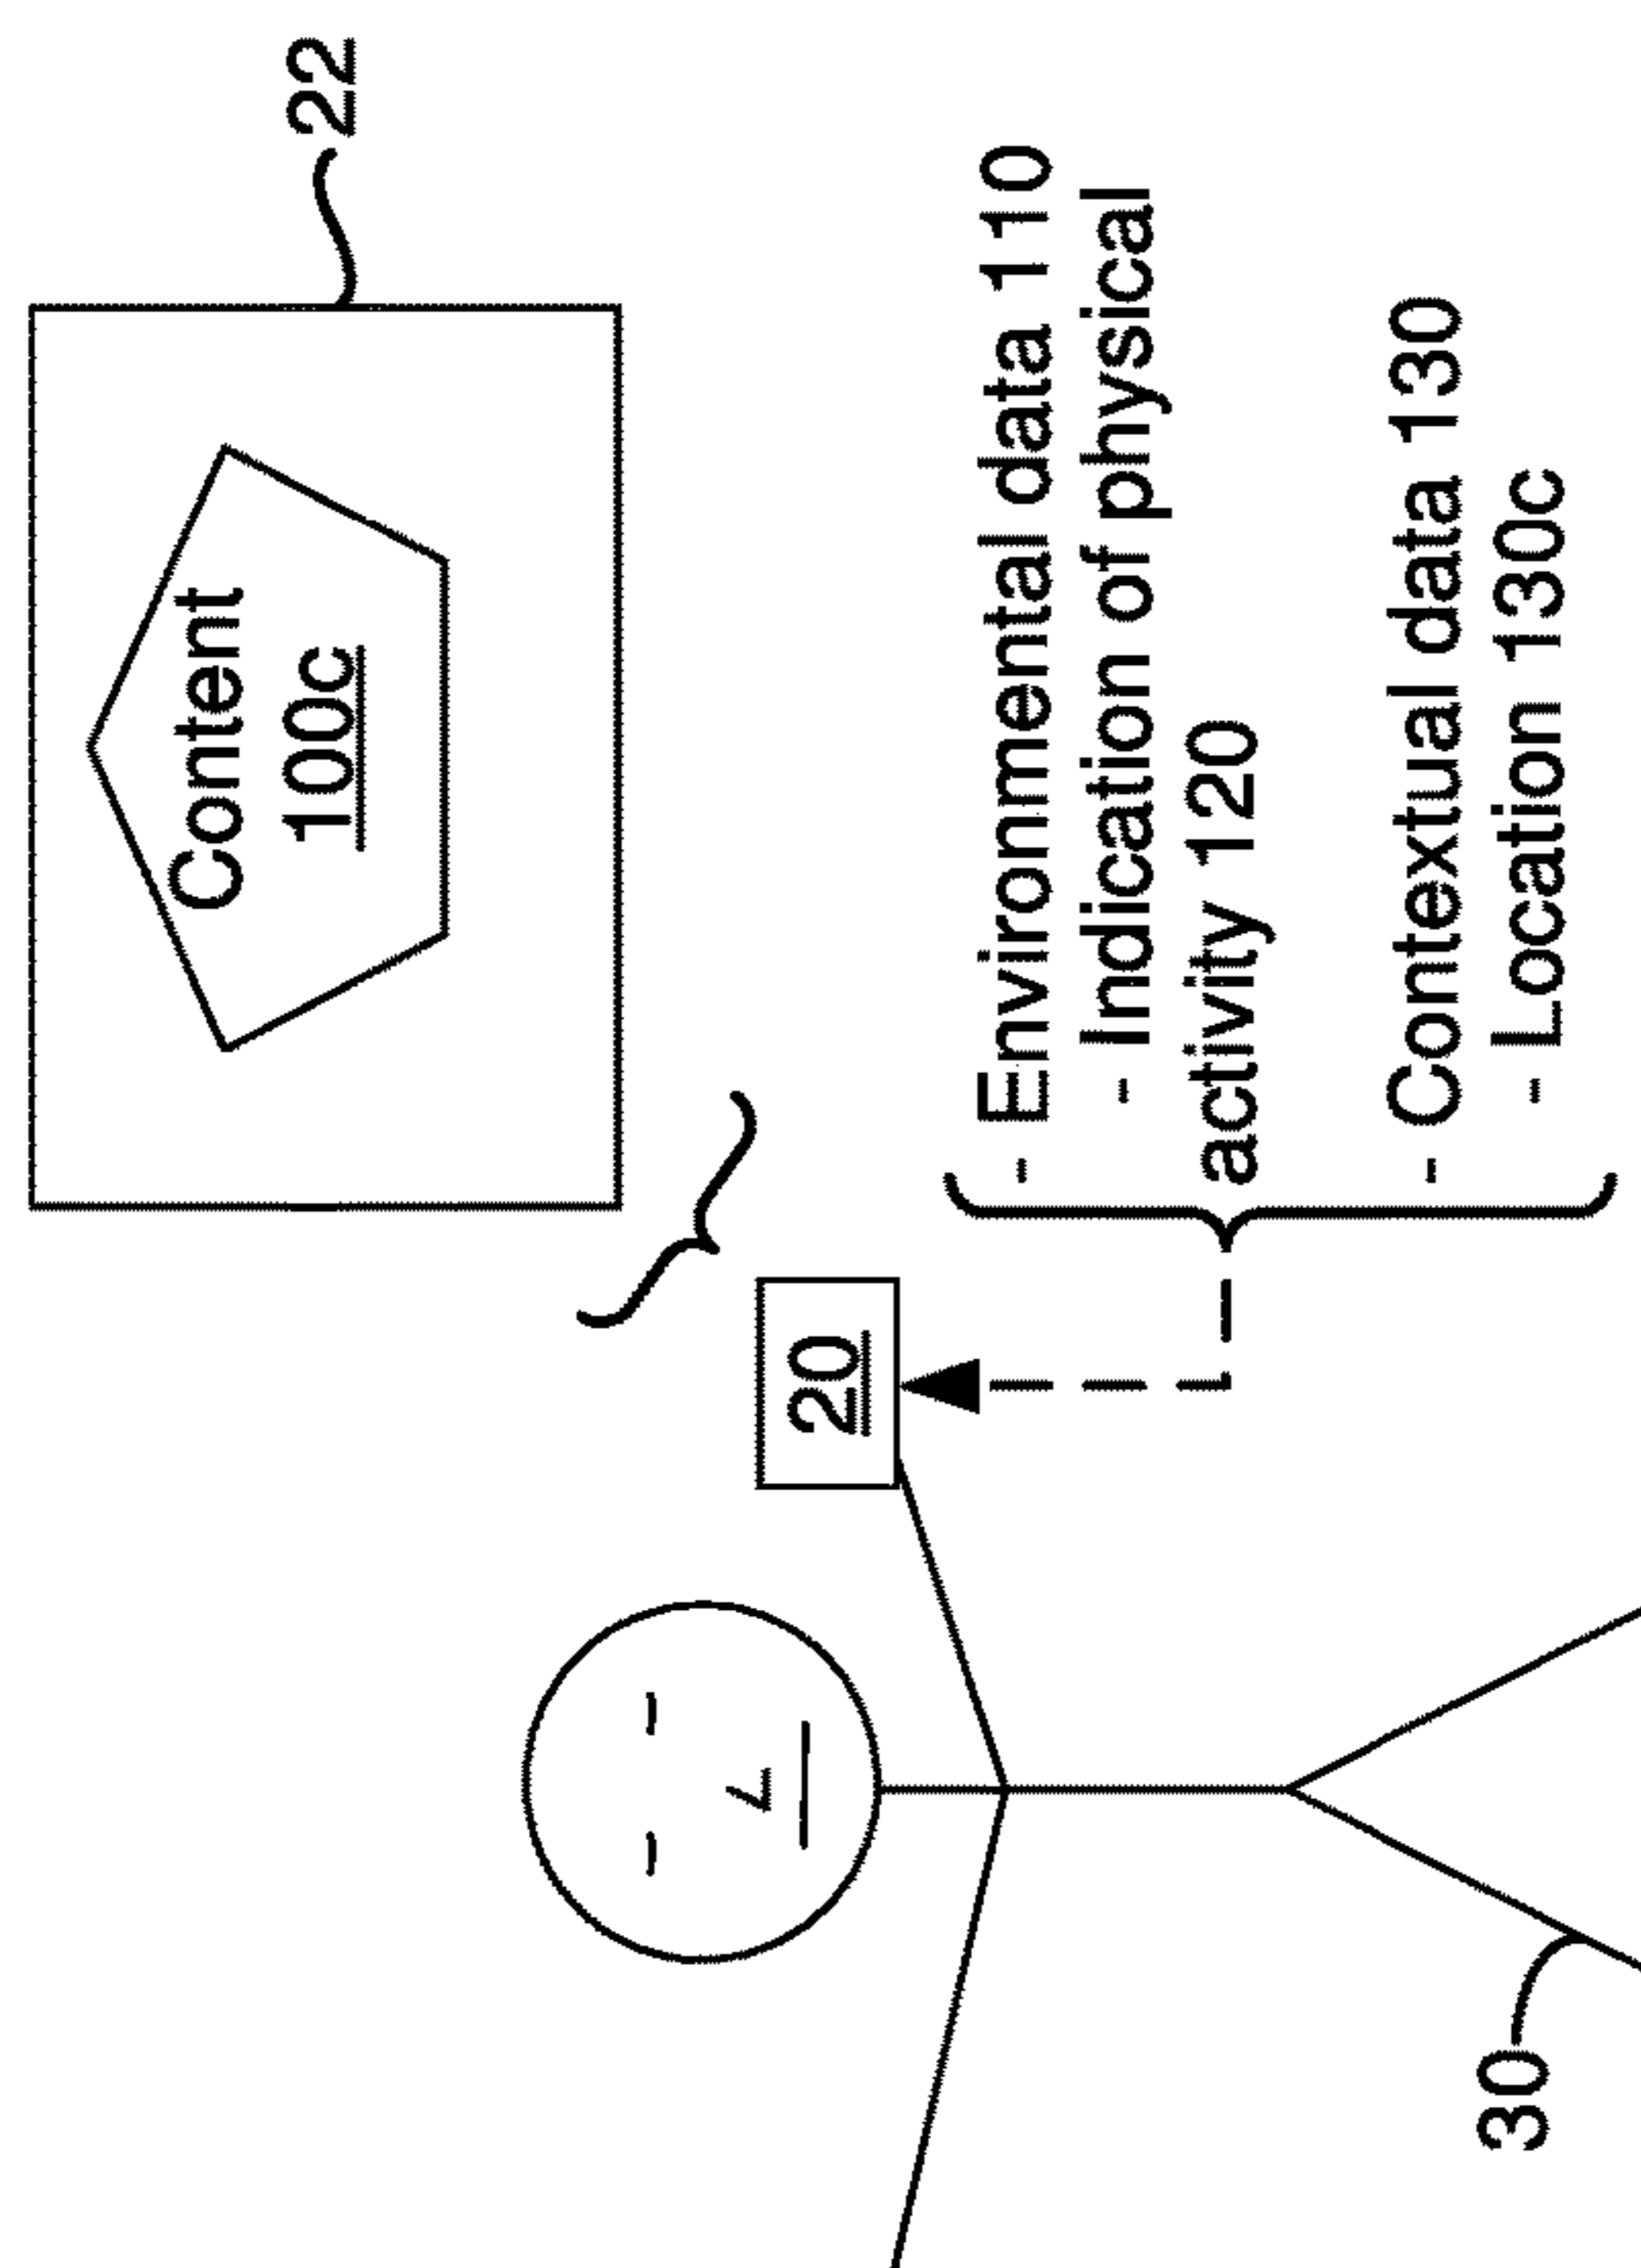 22
Content
100c
20
- Environmental data 110
- Indication of physical
activity 120
- Contextual data 130
- Location 130c
30